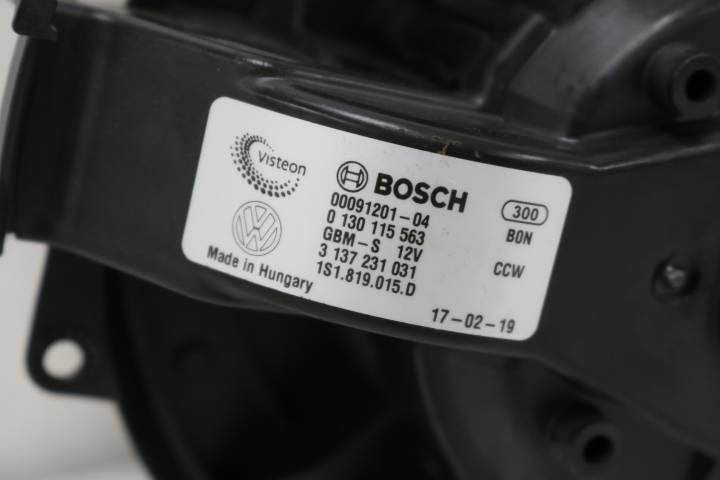 Visteon
BOSCH
00091201-04
0 130 115 563
GBM-S 12V
3 137 231 031
1S1.819.015.D
Made in Hungary
300
B0N
CCW
17-02-19